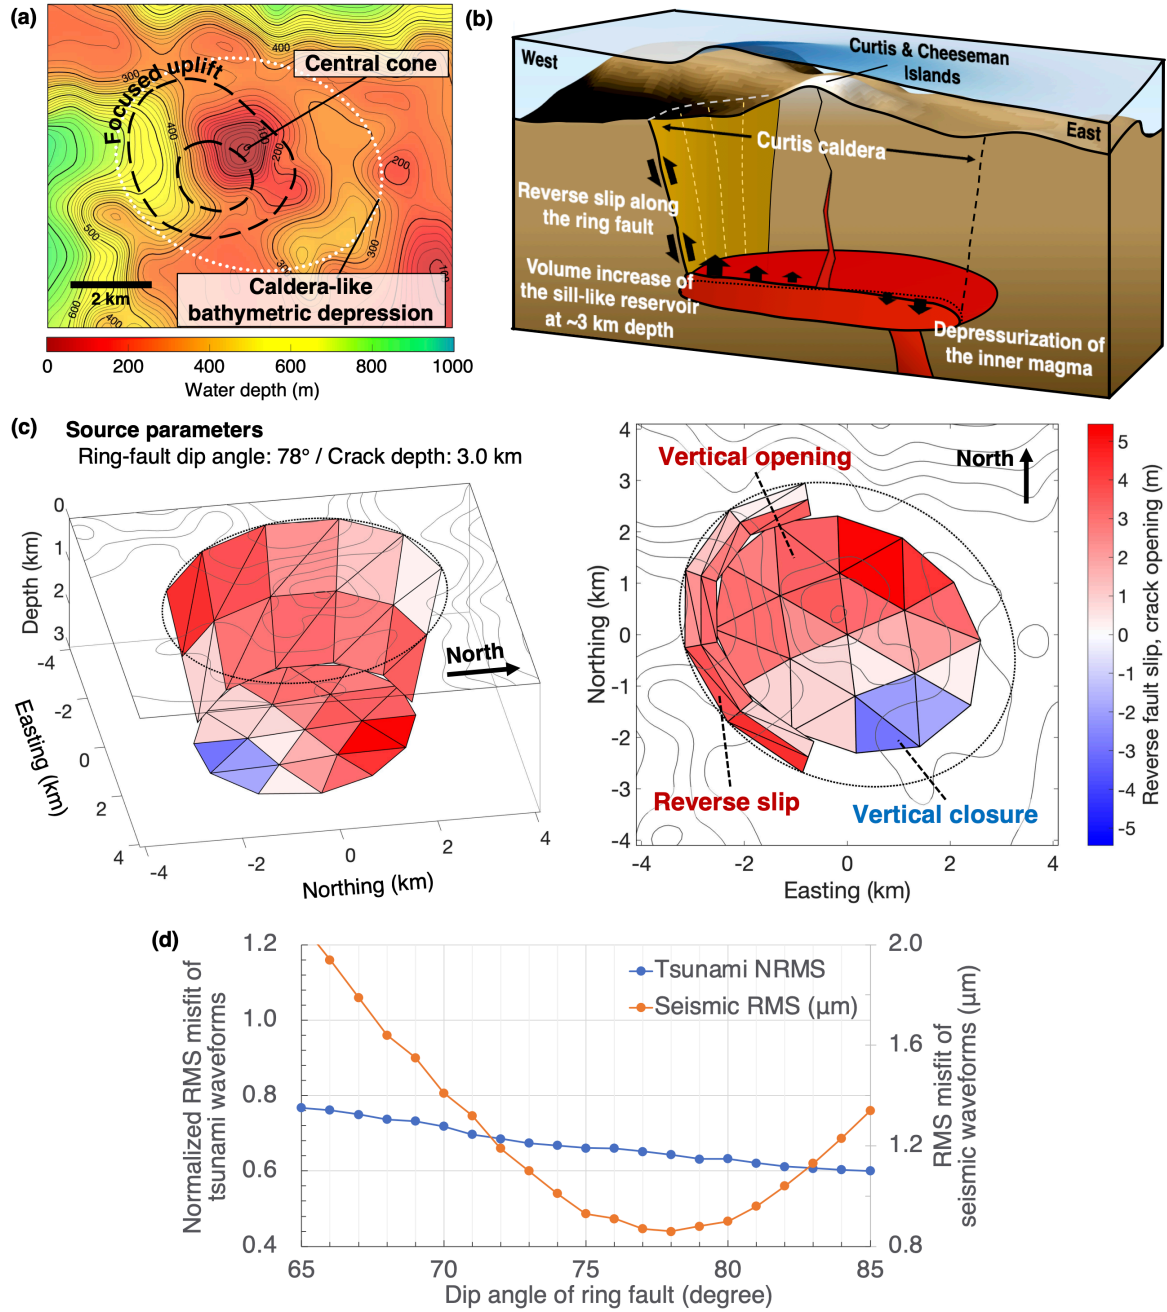 (a)
400
300
Focused uplift
Central cone
400
100
200
200
500
300
300
100
2 km
600
400
Caldera-like
bathymetric depression
0 200 400 600 800 1000
Water depth (m)
(b)
West
Curtis & Cheeseman
Islands
East
Curtis caldera
Reverse slip along
the ring fault
Volume increase of
the sill-like reservoir
at ~3 km depth
Depressurization of
the inner magma
(c)
Source parameters
Ring-fault dip angle: 78° / Crack depth: 3.0 km
0
1
2
3
Depth (km)
-4
-2
0
2
4
Easting (km)
North
-4 -2 0 2 4
Northing (km)
4
3
2
1
0
-1
-2
-3
-4
Northing (km)
Vertical opening
North
Reverse slip
Vertical closure
-4 -2 0 2 4
Easting (km)
5
4
3
2
1
0
-1
-2
-3
-4
-5
Reverse fault slip, crack opening (m)
(d)
1.2
1.0
0.8
0.6
0.4
Normalized RMS misfit of
tsunami waveforms
Tsunami NRMS
Seismic RMS (μm)
2.0
1.6
1.2
0.8
RMS misfit of
seismic waveforms (μm)
65 70 75 80 85
Dip angle of ring fault (degree)